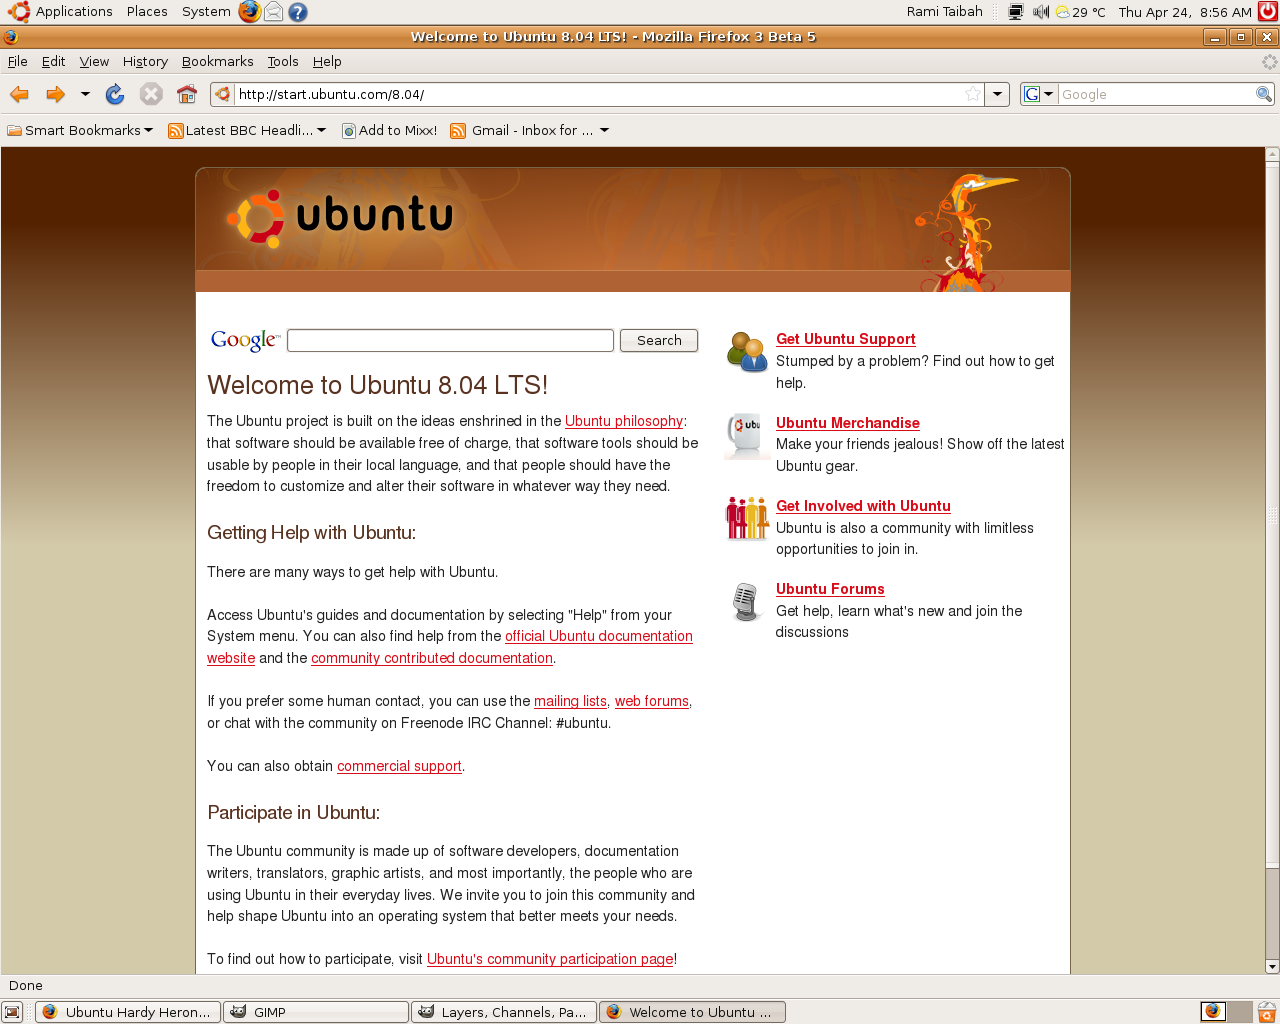 Applications Places System Rami Taibah 29 °C Thu Apr 24, 8:56 AM
Welcome to Ubuntu 8.04 LTS! - Mozilla Firefox 3 Beta 5
File Edit View History Bookmarks Tools Help
http://start.ubuntu.com/8.04/ G Google
Smart Bookmarks Latest BBC Headli... Add to Mixx! Gmail - Inbox for ...
ubuntu
Google™ Search
Welcome to Ubuntu 8.04 LTS!
The Ubuntu project is built on the ideas enshrined in the Ubuntu philosophy:
that software should be available free of charge, that software tools should be
usable by people in their local language, and that people should have the
freedom to customize and alter their software in whatever way they need.
Getting Help with Ubuntu:
There are many ways to get help with Ubuntu.
Access Ubuntu's guides and documentation by selecting "Help" from your
System menu. You can also find help from the official Ubuntu documentation
website and the community contributed documentation.
If you prefer some human contact, you can use the mailing lists, web forums,
or chat with the community on Freenode IRC Channel: #ubuntu.
You can also obtain commercial support.
Participate in Ubuntu:
The Ubuntu community is made up of software developers, documentation
writers, translators, graphic artists, and most importantly, the people who are
using Ubuntu in their everyday lives. We invite you to join this community and
help shape Ubuntu into an operating system that better meets your needs.
To find out how to participate, visit Ubuntu's community participation page!
Get Ubuntu Support
Stumped by a problem? Find out how to get
help.
ubu
Ubuntu Merchandise
Make your friends jealous! Show off the latest
Ubuntu gear.
Get Involved with Ubuntu
Ubuntu is also a community with limitless
opportunities to join in.
Ubuntu Forums
Get help, learn what's new and join the
discussions
Done
Ubuntu Hardy Heron... GIMP Layers, Channels, Pa... Welcome to Ubuntu ...